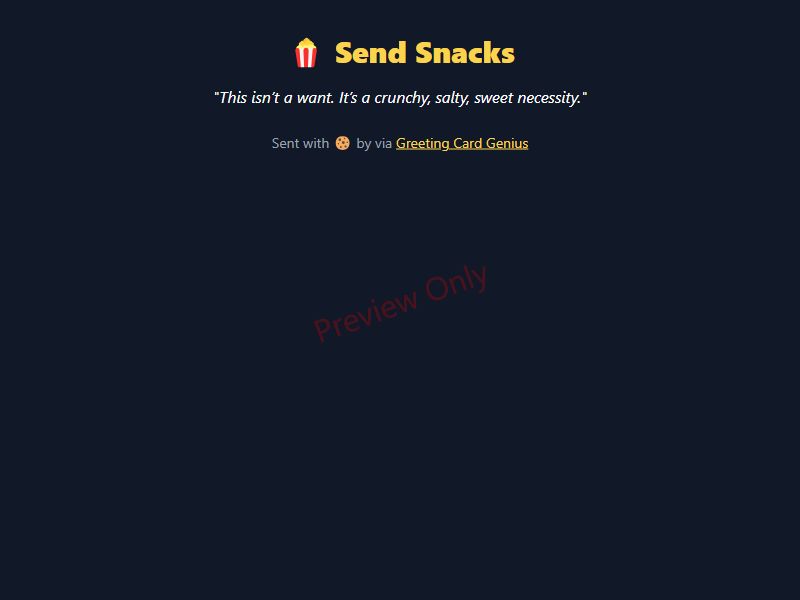 🍿 Send Snacks
"This isn’t a want. It’s a crunchy, salty, sweet necessity."
Sent with 🍪 by via Greeting Card Genius
Preview Only